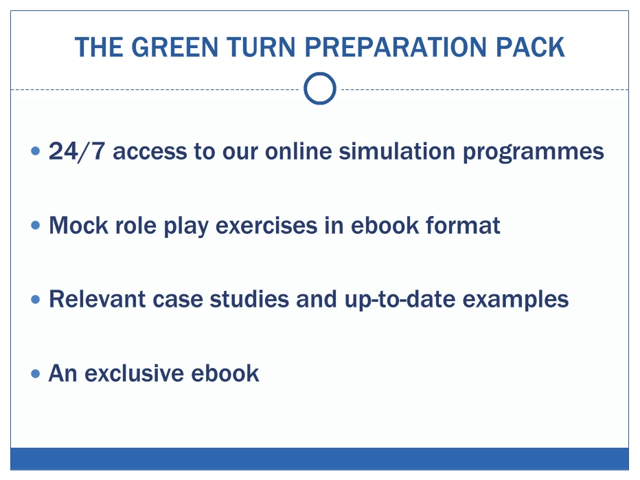 THE GREEN TURN PREPARATION PACK
24/7 access to our online simulation programmes
Mock role play exercises in ebook format
Relevant case studies and up-to-date examples
An exclusive ebook